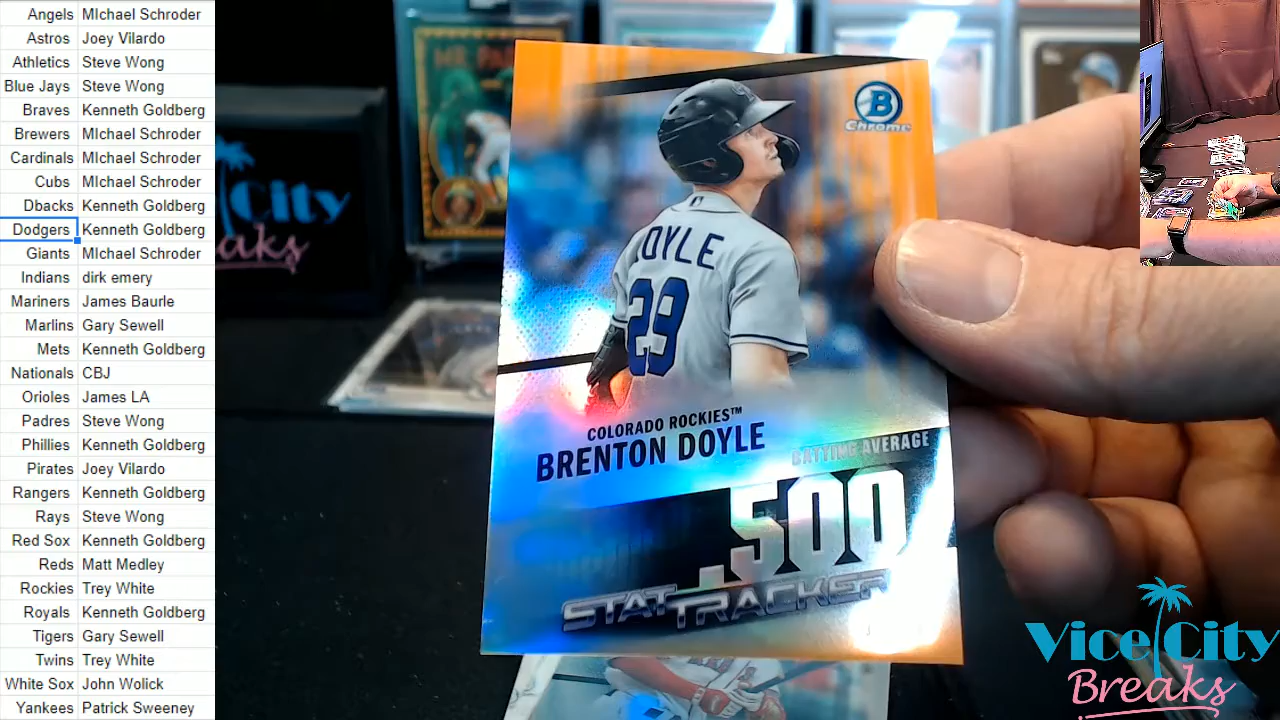 Angels MIchael Schroder
Astros Joey Vilardo
Athletics Steve Wong
Blue Jays Steve Wong
Braves Kenneth Goldberg
Brewers MIchael Schroder
Cardinals MIchael Schroder
Cubs MIchael Schroder
Dbacks Kenneth Goldberg
Dodgers Kenneth Goldberg
Giants MIchael Schroder
Indians dirk emery
Mariners James Baurle
Marlins Gary Sewell
Mets Kenneth Goldberg
Nationals CBJ
Orioles James LA
Padres Steve Wong
Phillies Kenneth Goldberg
Pirates Joey Vilardo
Rangers Kenneth Goldberg
Rays Steve Wong
Red Sox Kenneth Goldberg
Reds Matt Medley
Rockies Trey White
Royals Kenneth Goldberg
Tigers Gary Sewell
Twins Trey White
White Sox John Wolick
Yankees Patrick Sweeney
City
B
Chrome
OYLE
29
COLORADO ROCKIES™
BRENTON DOYLE
BATTING AVERAGE
.500
STAT TRACKER
Vice City
Breaks